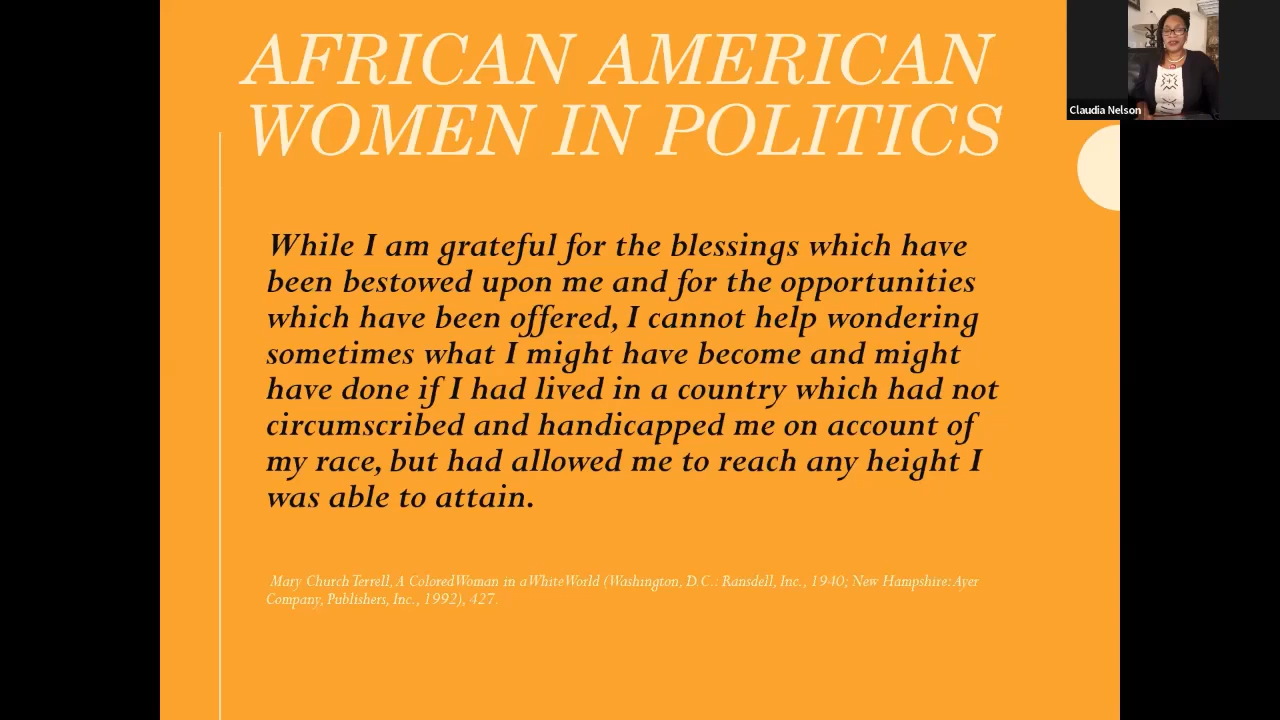 AFRICAN AMERICAN
WOMEN IN POLITICS
Claudia Nelson
While I am grateful for the blessings which have
been bestowed upon me and for the opportunities
which have been offered, I cannot help wondering
sometimes what I might have become and might
have done if I had lived in a country which had not
circumscribed and handicapped me on account of
my race, but had allowed me to reach any height I
was able to attain.
Mary Church Terrell, A Colored Woman in a White World (Washington, D.C.: Ransdell, Inc., 1940; New Hampshire: Ayer
Company, Publishers, Inc., 1992), 427.